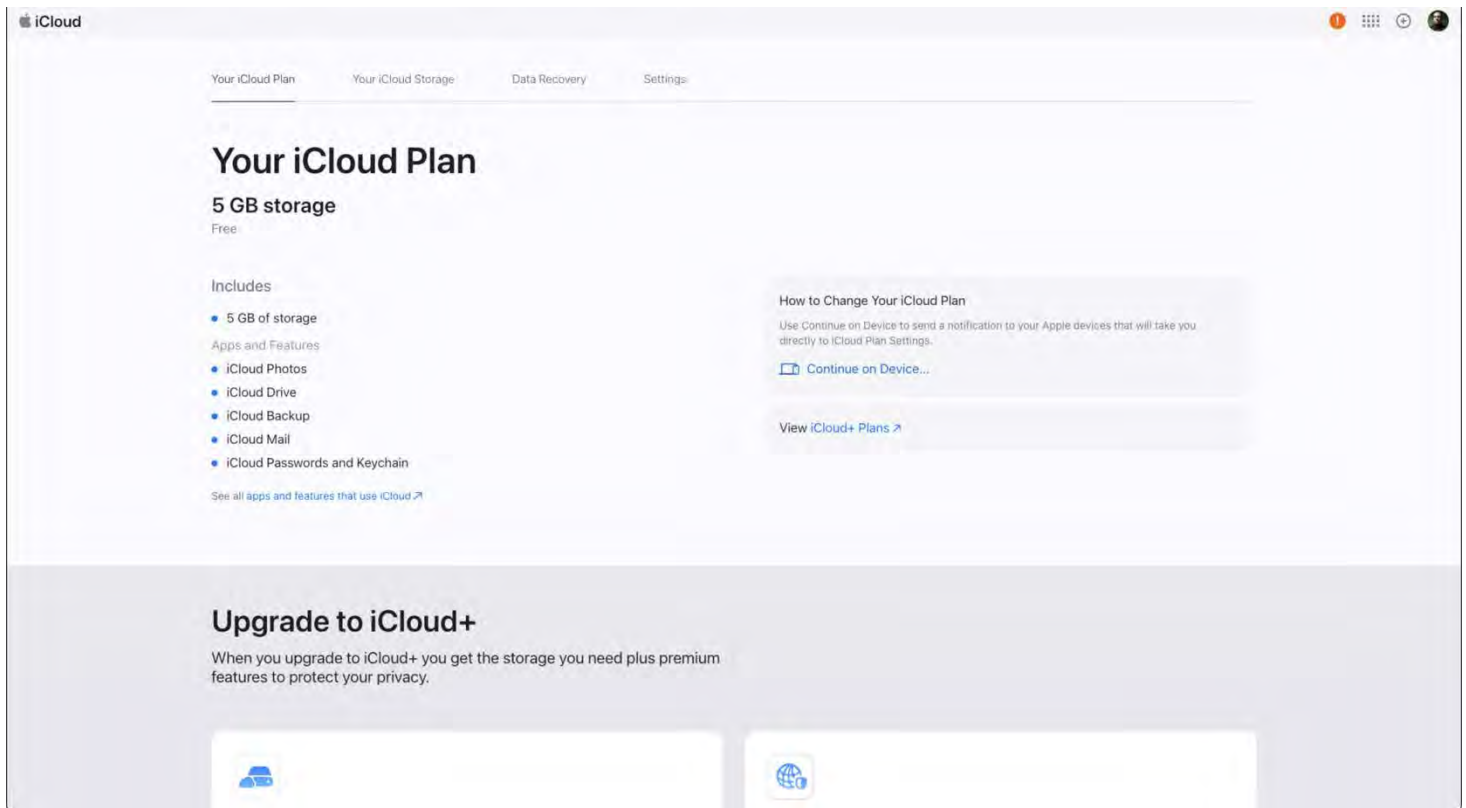 iCloud
Your iCloud Plan
Your iCloud Storage
Data Recovery
Settings
Your iCloud Plan
5 GB storage
Free
Includes
5 GB of storage
Apps and Features
iCloud Photos
iCloud Drive
iCloud Backup
iCloud Mail
iCloud Passwords and Keychain
See all apps and features that use iCloud ↗
How to Change Your iCloud Plan
Use Continue on Device to send a notification to your Apple devices that will take you
directly to iCloud Plan Settings.
Continue on Device...
View iCloud+ Plans ↗
Upgrade to iCloud+
When you upgrade to iCloud+ you get the storage you need plus premium
features to protect your privacy.